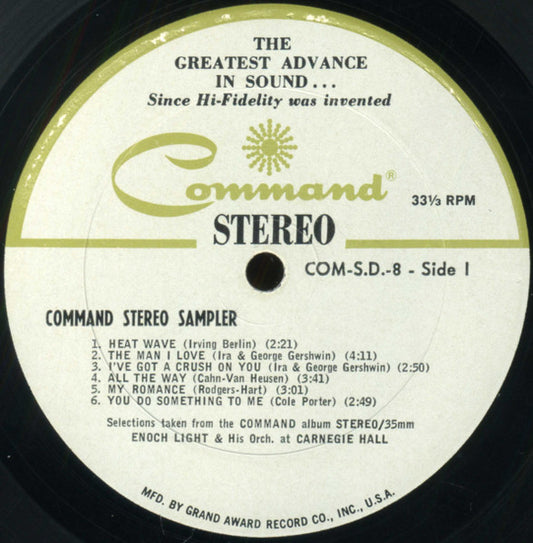 THE
GREATEST ADVANCE
IN SOUND...
Since Hi-Fidelity was invented
Command®
33⅓ RPM
STEREO
COM-S.D.-8 - Side I
COMMAND STEREO SAMPLER
1. HEAT WAVE (Irving Berlin) (2:21)
2. THE MAN I LOVE (Ira & George Gershwin) (4:11)
3. I'VE GOT A CRUSH ON YOU (Ira & George Gershwin) (2:50)
4. ALL THE WAY (Cahn-Van Heusen) (3:41)
5. MY ROMANCE (Rodgers-Hart) (3:01)
6. YOU DO SOMETHING TO ME (Cole Porter) (2:49)
Selections taken from the COMMAND album STEREO/35mm
ENOCH LIGHT & His Orch. at CARNEGIE HALL
MFD. BY GRAND AWARD RECORD CO., INC., U.S.A.